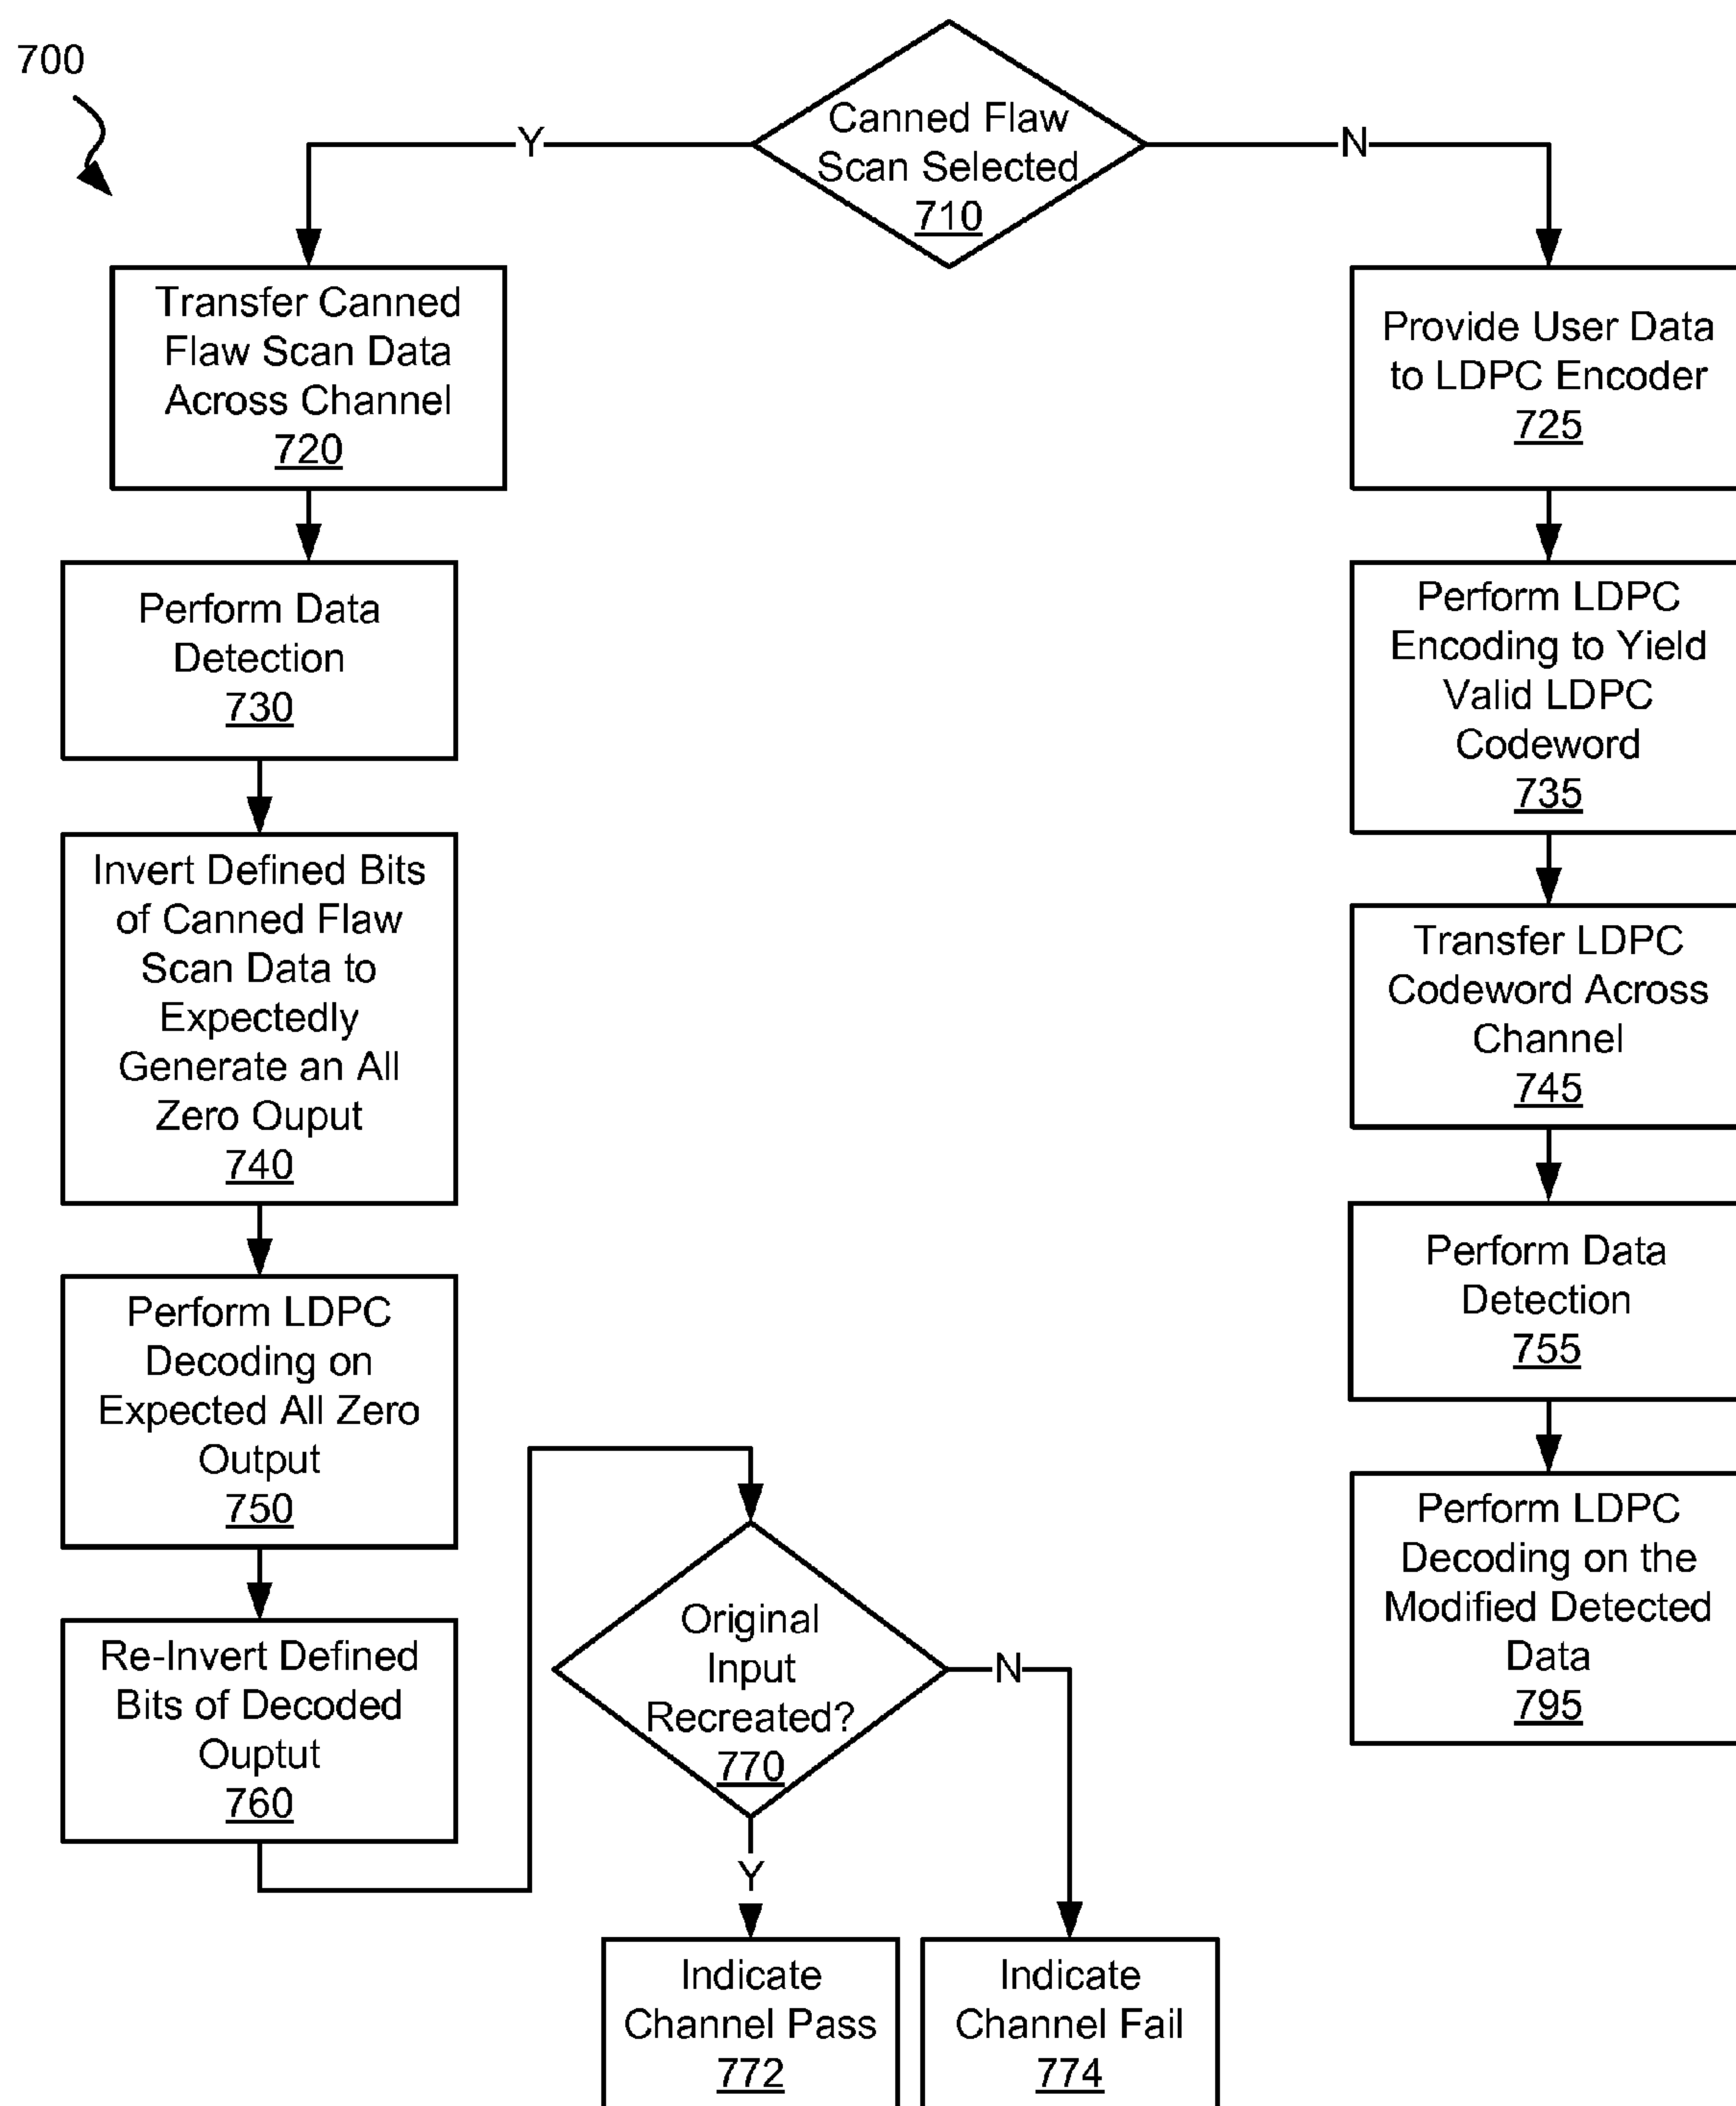 700
Canned Flaw
Scan Selected
710
Y
N
Transfer Canned
Flaw Scan Data
Across Channel
720
Provide User Data
to LDPC Encoder
725
Perform Data
Detection
730
Perform LDPC
Encoding to Yield
Valid LDPC
Codeword
735
Invert Defined Bits
of Canned Flaw
Scan Data to
Expectedly
Generate an All
Zero Ouput
740
Transfer LDPC
Codeword Across
Channel
745
Perform LDPC
Decoding on
Expected All Zero
Output
750
Perform Data
Detection
755
Re-Invert Defined
Bits of Decoded
Ouptut
760
Original
Input
Recreated?
770
N
Y
Perform LDPC
Decoding on the
Modified Detected
Data
795
Indicate
Channel Pass
772
Indicate
Channel Fail
774